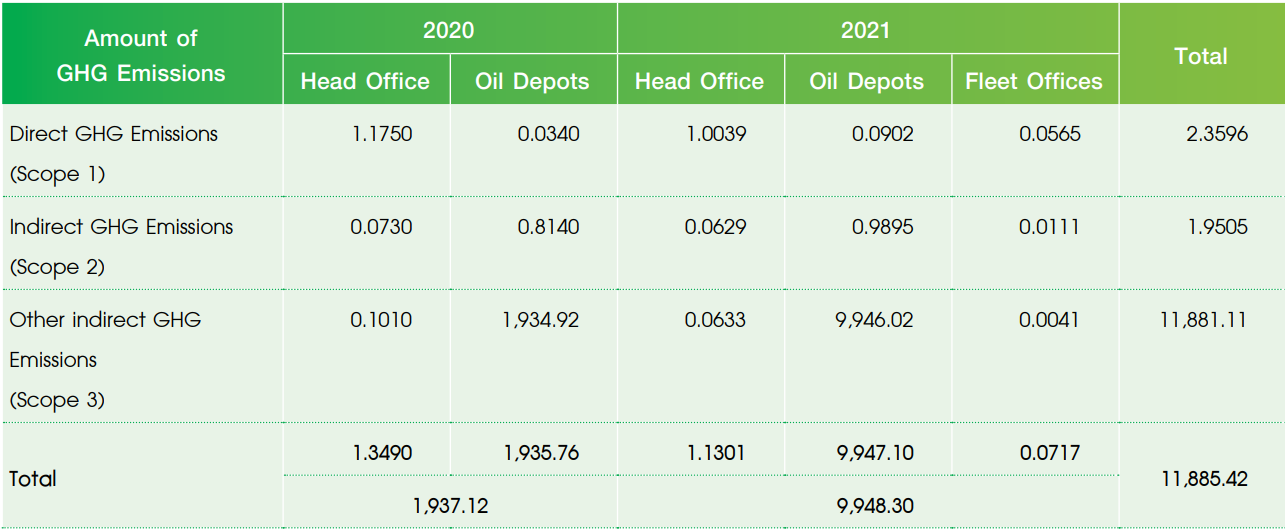 Amount of
GHG Emissions
2020
2021
Total
Head Office
Oil Depots
Head Office
Oil Depots
Fleet Offices
Direct GHG Emissions
(Scope 1)
1.1750
0.0340
1.0039
0.0902
0.0565
2.3596
Indirect GHG Emissions
(Scope 2)
0.0730
0.8140
0.0629
0.9895
0.0111
1.9505
Other indirect GHG
Emissions
(Scope 3)
0.1010
1,934.92
0.0633
9,946.02
0.0041
11,881.11
Total
1.3490
1,935.76
1.1301
9,947.10
0.0717
11,885.42
1,937.12
9,948.30